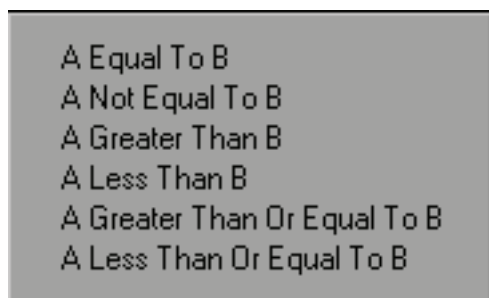 A Equal To B
A Not Equal To B
A Greater Than B
A Less Than B
A Greater Than Or Equal To B
A Less Than Or Equal To B